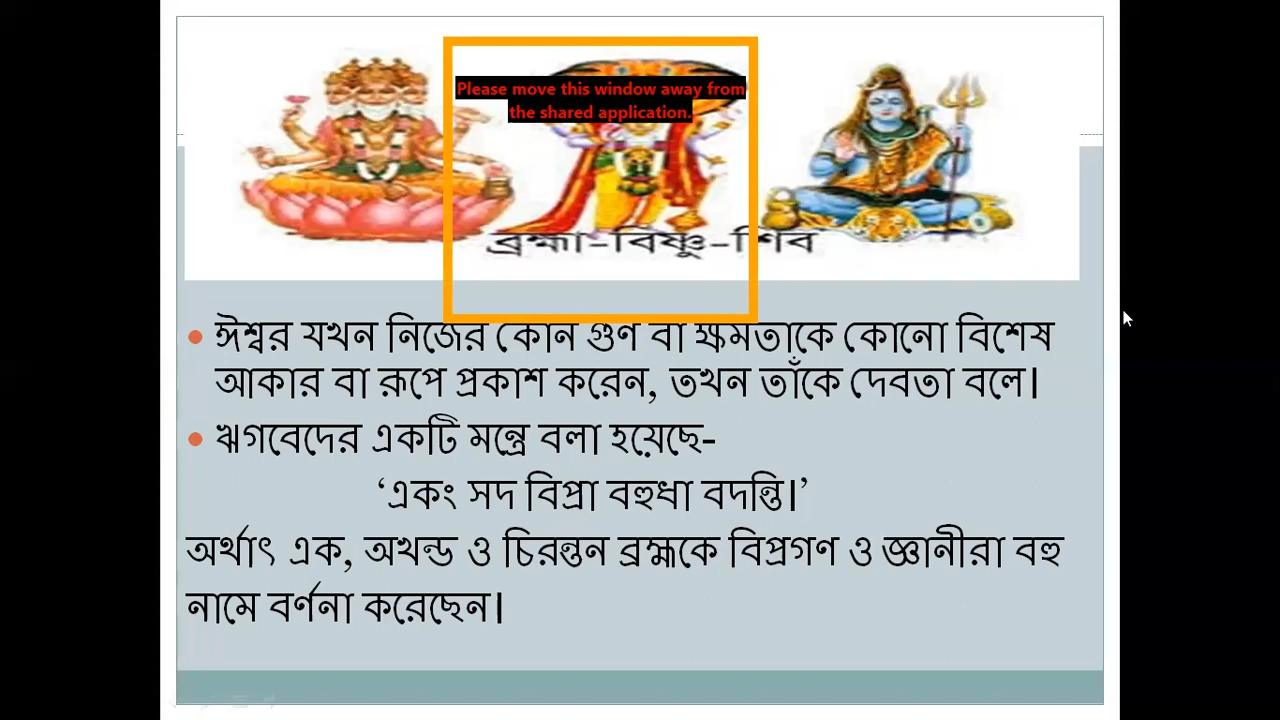 Please move this window away from
the shared application.
ব্রহ্মা-বিষ্ণু-শিব
• ঈশ্বর যখন নিজের কোন গুণ বা ক্ষমতাকে কোনো বিশেষ
আকার বা রূপে প্রকাশ করেন, তখন তাঁকে দেবতা বলে।
• ঋগবেদের একটি মন্ত্রে বলা হয়েছে-
‘একং সদ বিপ্রা বহুধা বদন্তি।’
অর্থাৎ এক, অখন্ড ও চিরন্তন ব্রহ্মকে বিপ্রগণ ও জ্ঞানীরা বহু
নামে বর্ণনা করেছেন।